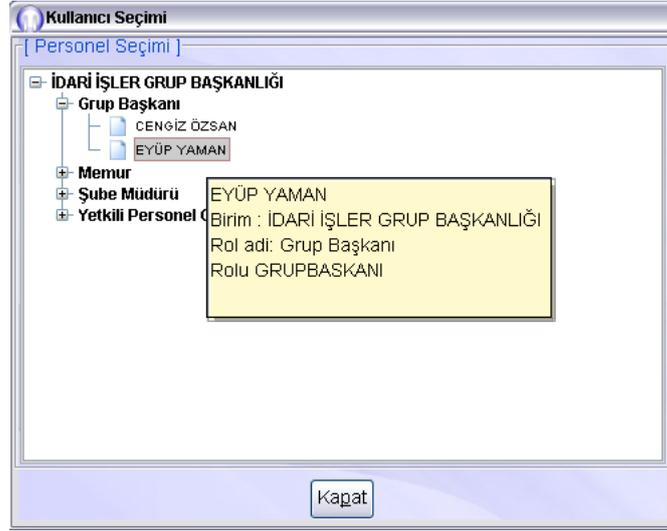 Kullanıcı Seçimi
[ Personel Seçimi ]
İDARİ İŞLER GRUP BAŞKANLIĞI
Grup Başkanı
CENGİZ ÖZSAN
EYÜP YAMAN
Memur
Şube Müdürü
Yetkili Personel
EYÜP YAMAN
Birim : İDARİ İŞLER GRUP BAŞKANLIĞI
Rol adi: Grup Başkanı
Rolu GRUPBASKANI
Kapat